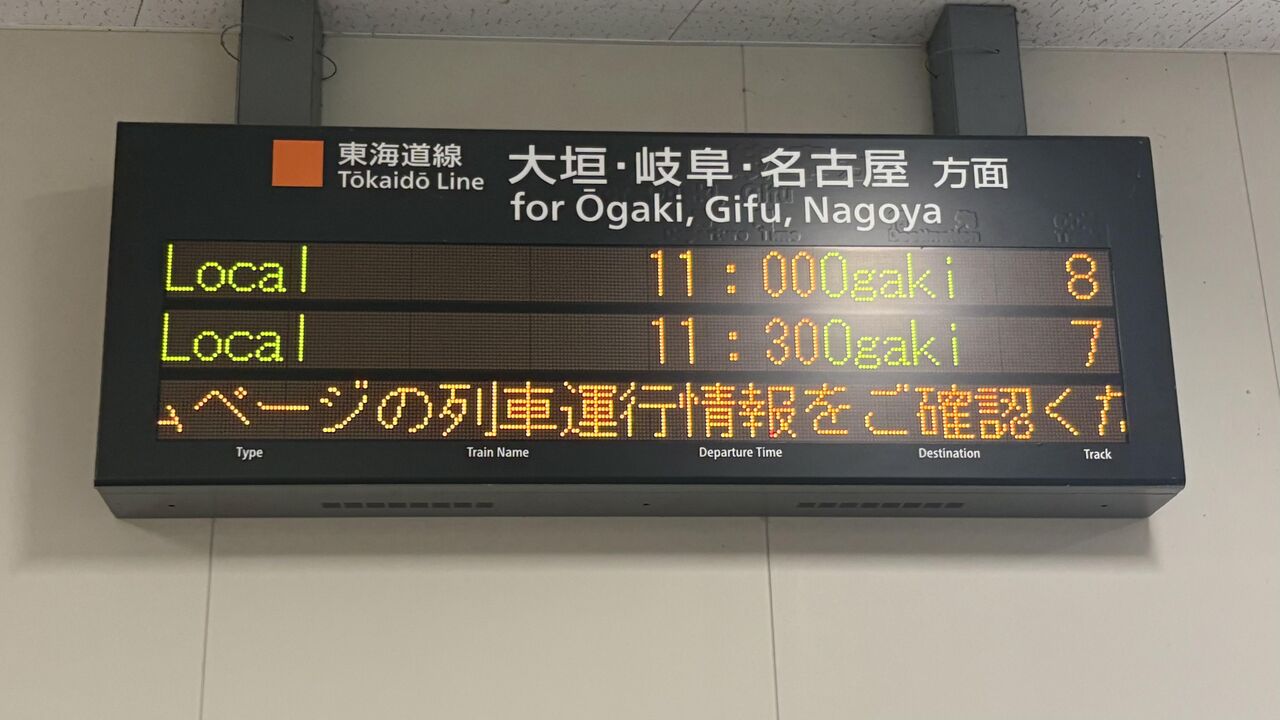 東海道線
Tōkaidō Line
大垣・岐阜・名古屋 方面
for Ōgaki, Gifu, Nagoya
Local 11:00 Ogaki 8
Local 11:30 Ogaki 7
ページの列車運行情報をご確認くだ
Type Train Name Departure Time Destination Track